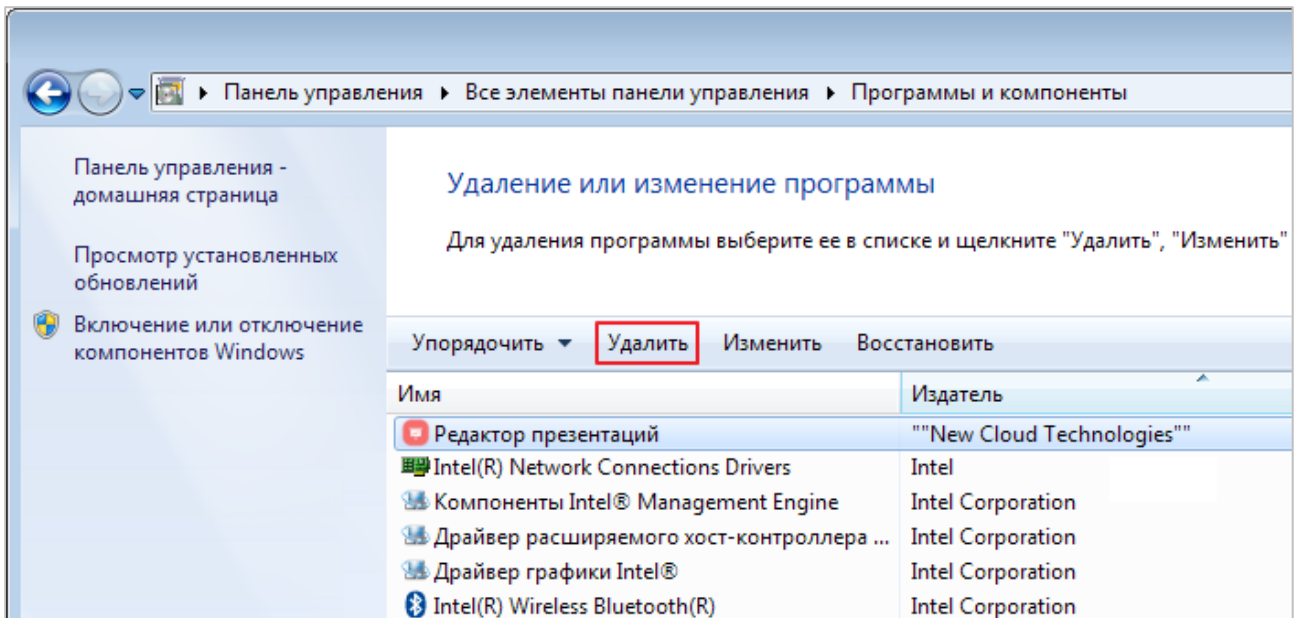 Панель управления ▸ Все элементы панели управления ▸ Программы и компоненты
Панель управления -
домашняя страница
Просмотр установленных
обновлений
Включение или отключение
компонентов Windows
Удаление или изменение программы
Для удаления программы выберите ее в списке и щелкните "Удалить", "Изменить"
Упорядочить Удалить Изменить Восстановить
Имя Издатель
Редактор презентаций ""New Cloud Technologies""
Intel(R) Network Connections Drivers Intel
Компоненты Intel® Management Engine Intel Corporation
Драйвер расширяемого хост-контроллера ... Intel Corporation
Драйвер графики Intel® Intel Corporation
Intel(R) Wireless Bluetooth(R) Intel Corporation